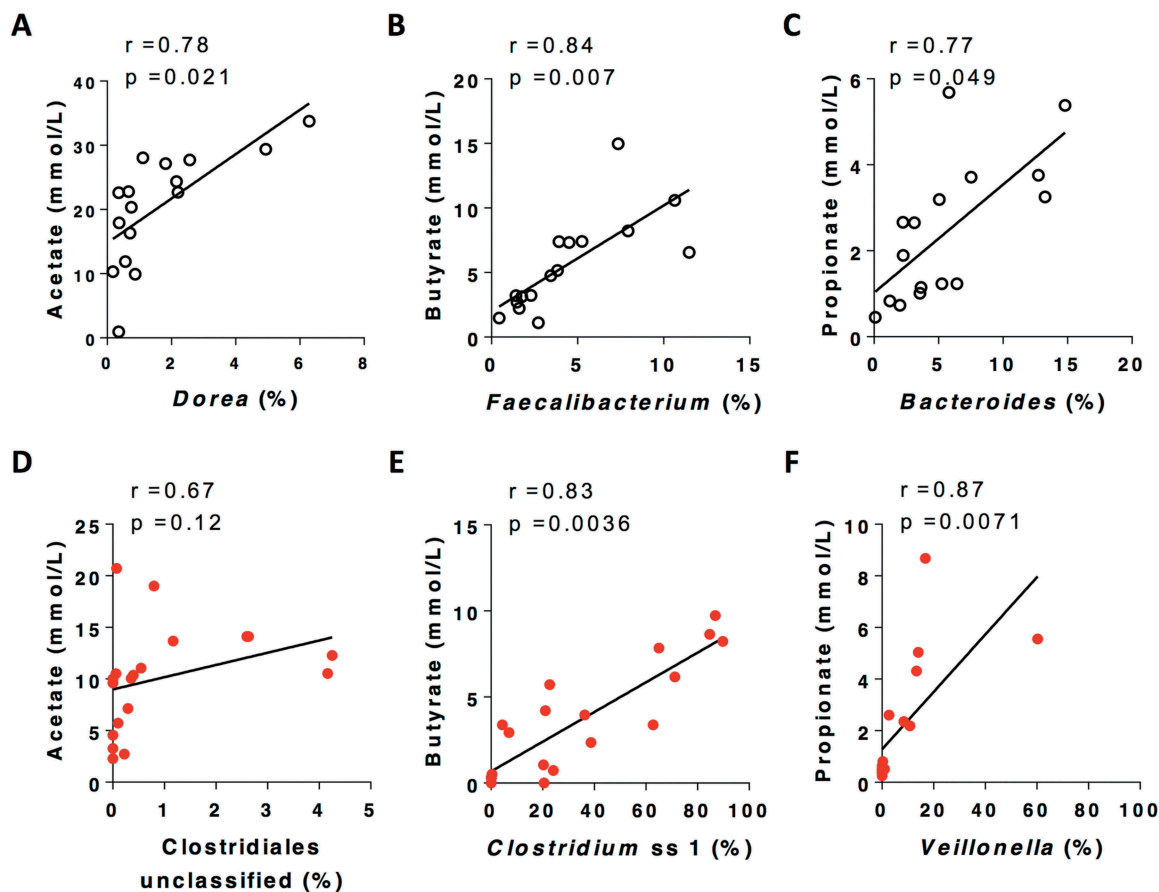 A
r =0.78
p =0.021
Acetate (mmol/L)
40
30
20
10
0
0 2 4 6 8
Dorea (%)
B
r =0.84
p =0.007
Butyrate (mmol/L)
20
15
10
5
0
0 5 10 15
Faecalibacterium (%)
C
r =0.77
p =0.049
Propionate (mmol/L)
6
4
2
0
0 5 10 15 20
Bacteroides (%)
D
r =0.67
p =0.12
Acetate (mmol/L)
25
20
15
10
5
0
0 1 2 3 4 5
Clostridiales
unclassified (%)
E
r =0.83
p =0.0036
Butyrate (mmol/L)
15
10
5
0
0 20 40 60 80 100
Clostridium ss 1 (%)
F
r =0.87
p =0.0071
Propionate (mmol/L)
10
8
6
4
2
0
0 20 40 60 80 100
Veillonella (%)